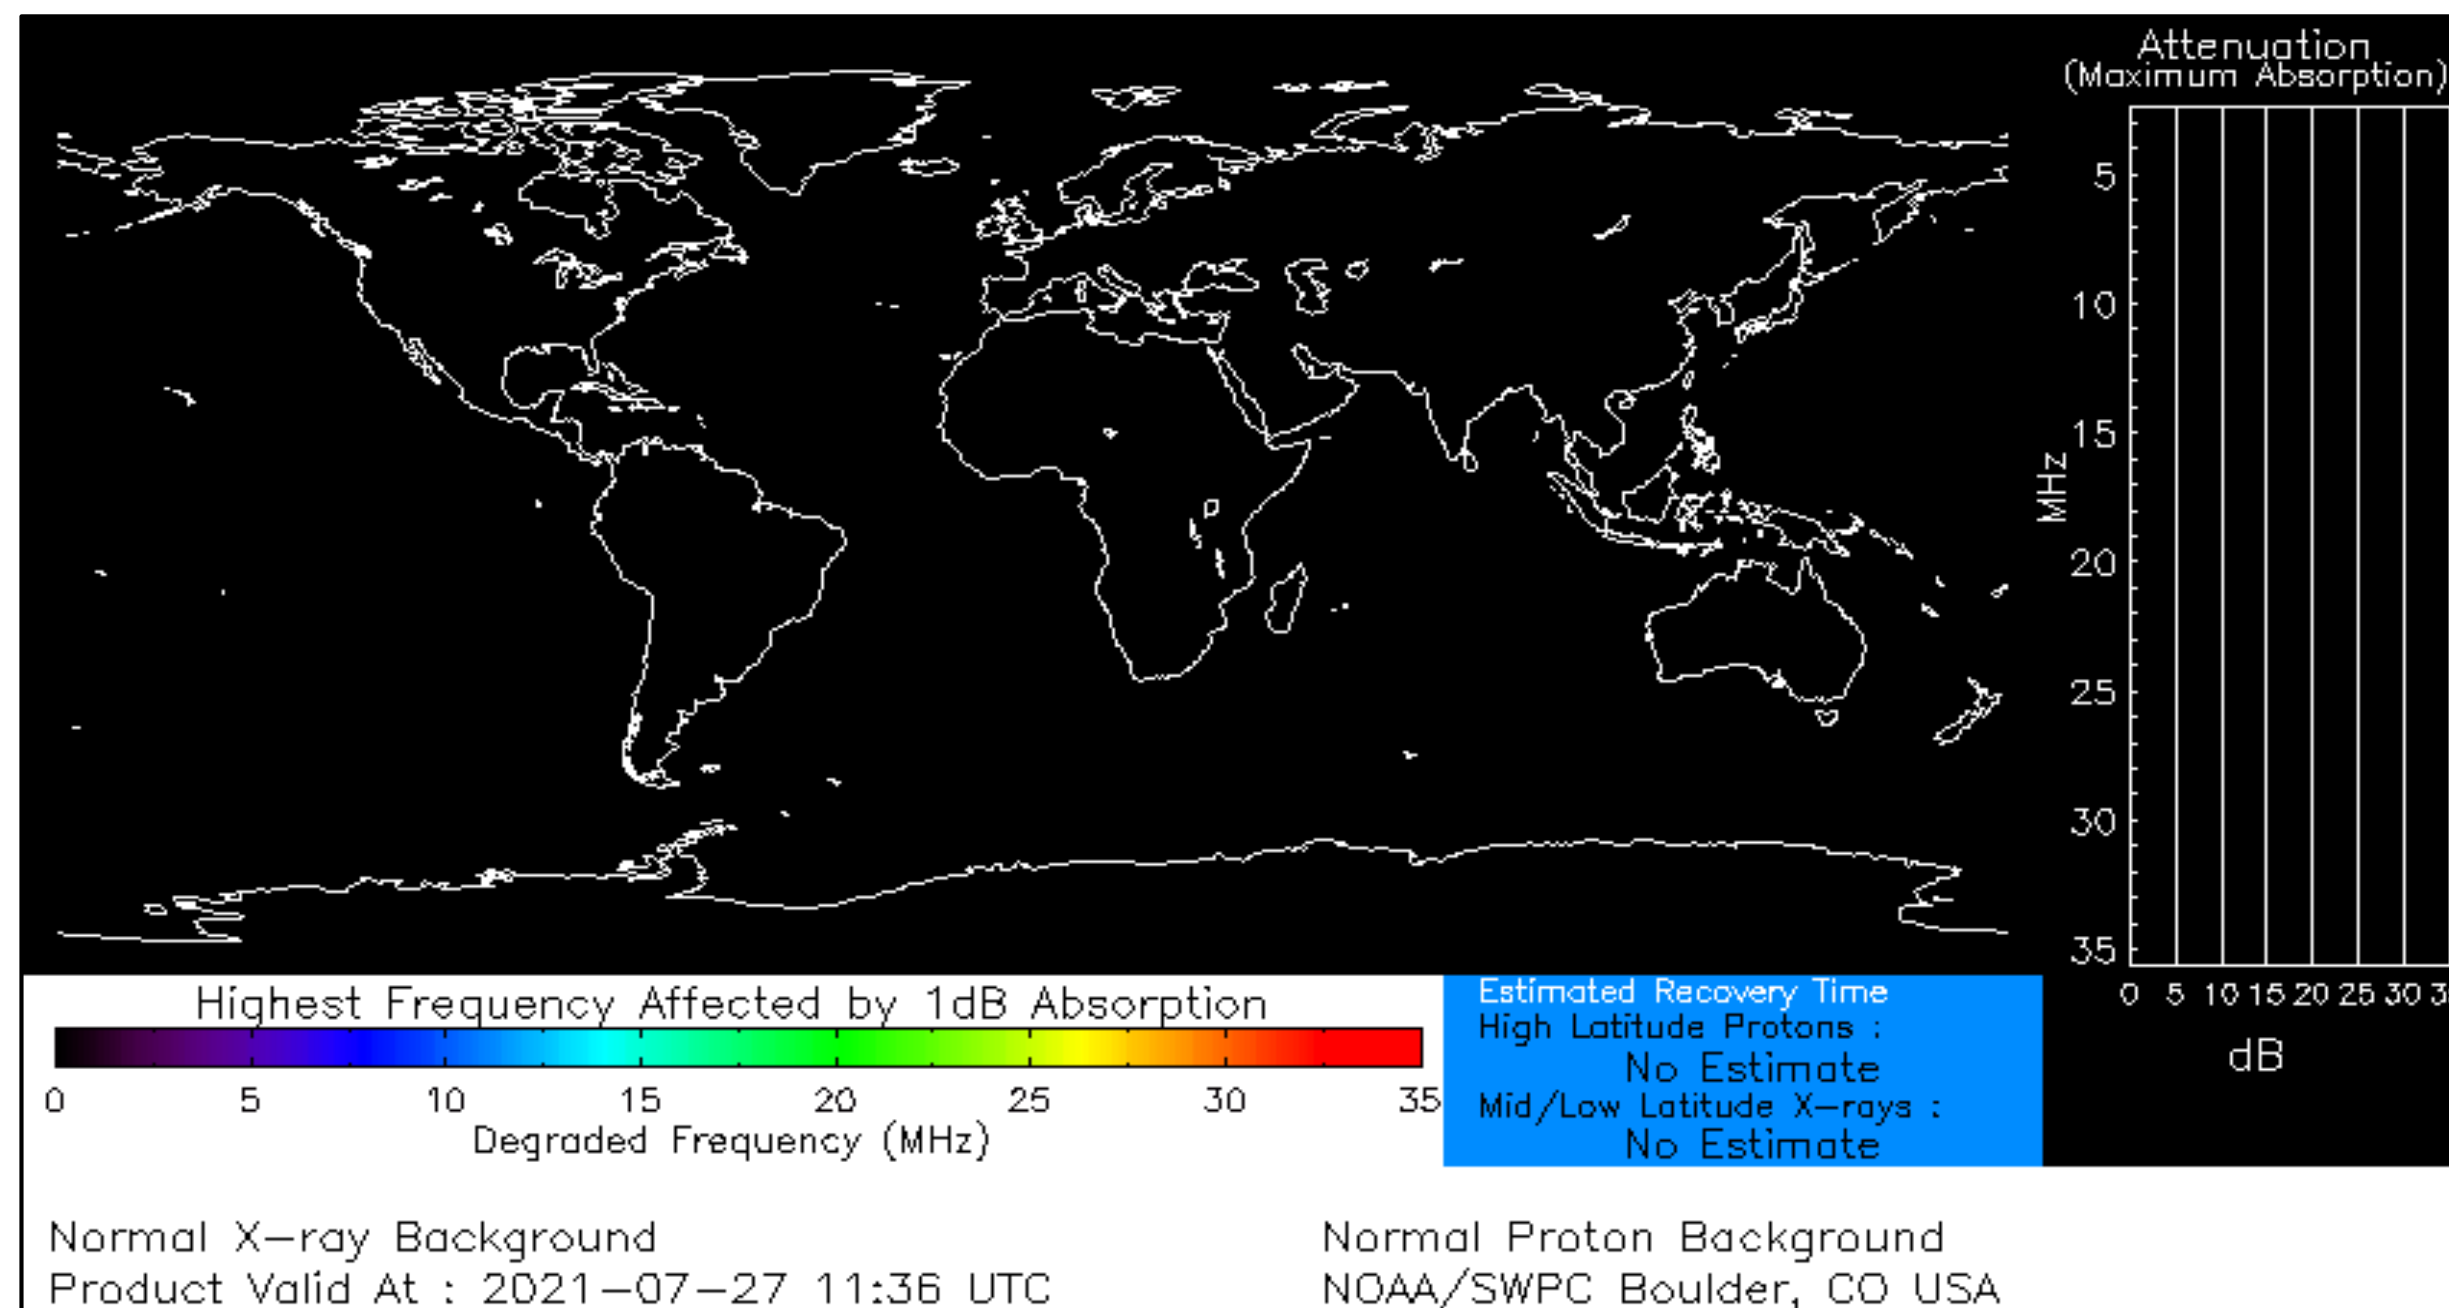 Attenuation
(Maximum Absorption)
5
10
15
20
25
30
35
MHz
0 5 10 15 20 25 30
dB
Highest Frequency Affected by 1dB Absorption
0 5 10 15 20 25 30 35
Degraded Frequency (MHz)
Estimated Recovery Time
High Latitude Protons :
No Estimate
Mid/Low Latitude X-rays :
No Estimate
Normal X-ray Background
Normal Proton Background
Product Valid At : 2021-07-27 11:36 UTC
NOAA/SWPC Boulder, CO USA